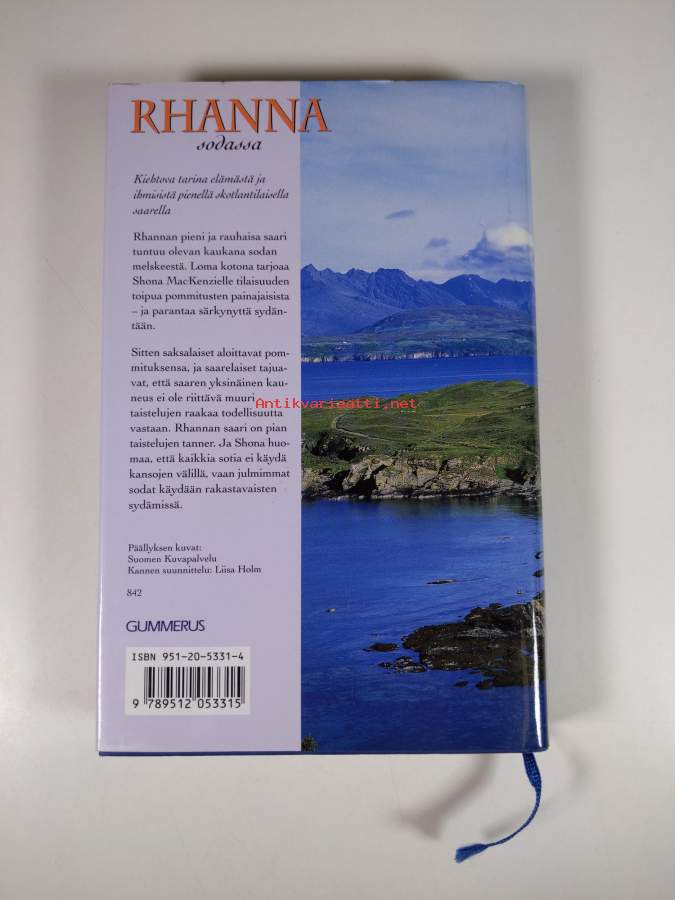 RHANNA
sodassa
Kiehtova tarina elämästä ja
ihmisistä pienellä skotlantilaisella
saarella
Rhannan pieni ja rauhaisa saari
tuntuu olevan kaukana sodan
melskeestä. Loma kotona tarjoaa
Shona MacKenzielle tilaisuuden
toipua pommitusten painajaisista
– ja parantaa särkynyttä sydän-
tään.
Sitten saksalaiset aloittavat pom-
mituksensa, ja saarelaiset tajua-
vat, että saaren yksinäinen kau-
neus ei ole riittävä muuri
taistelujen raakaa todellisuutta
vastaan. Rhannan saari on pian
taistelujen tanner. Ja Shona huo-
maa, että kaikkia sotia ei käydä
kansojen välillä, vaan julmimmat
sodat käydään rakastavaisten
sydämissä.
Antikvariaatti.net
Päällyksen kuvat:
Suomen Kuvapalvelu
Kannen suunnittelu: Liisa Holm
842
GUMMERUS
ISBN 951-20-5331-4
9 789512 053315